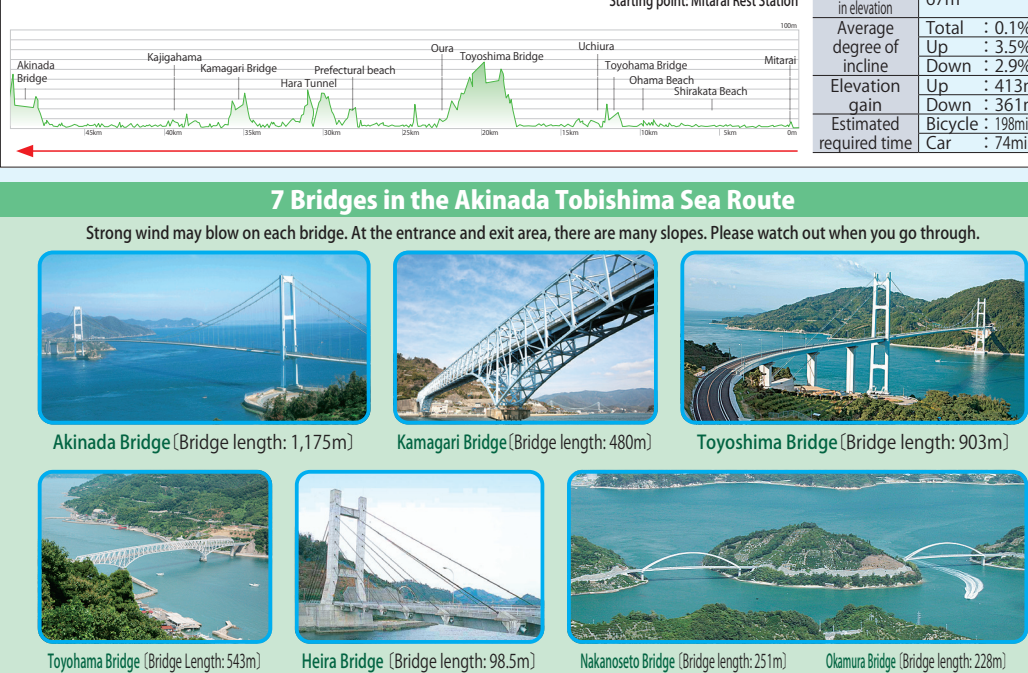 Starting point: Mitarai Rest Station
100m
Akinada
Bridge
Kajigahama
Kamagari Bridge
Hara Tunnel
Prefectural beach
Oura
Toyoshima Bridge
Uchiura
Toyohama Bridge
Ohama Beach
Shirakata Beach
Mitarai
45km 40km 35km 30km 25km 20km 15km 10km 5km 0m
in elevation 67m
Average
degree of
incline
Total : 0.1%
Up : 3.5%
Down : 2.9%
Elevation
gain
Up : 413m
Down : 361m
Estimated
required time
Bicycle : 198mi
Car : 74mi
7 Bridges in the Akinada Tobishima Sea Route
Strong wind may blow on each bridge. At the entrance and exit area, there are many slopes. Please watch out when you go through.
Akinada Bridge〔Bridge length: 1,175m〕
Kamagari Bridge〔Bridge length: 480m〕
Toyoshima Bridge〔Bridge length: 903m〕
Toyohama Bridge〔Bridge Length: 543m〕
Heira Bridge〔Bridge length: 98.5m〕
Nakanoseto Bridge〔Bridge length: 251m〕
Okamura Bridge〔Bridge length: 228m〕